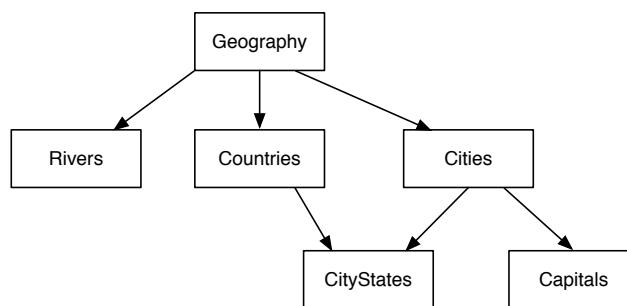 Geography
Rivers
Countries
Cities
CityStates
Capitals